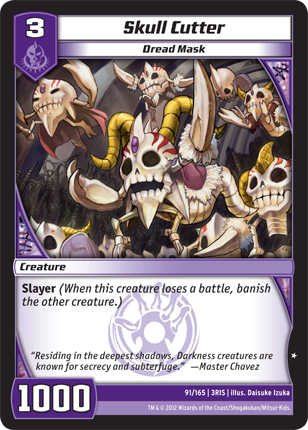 3
Skull Cutter
Dread Mask
Creature
Slayer (When this creature loses a battle, banish
the other creature.)
"Residing in the deepest shadows, Darkness creatures are
known for secrecy and subterfuge." —Master Chavez
1000
91/165 | 3RIS | illus. Daisuke Izuka
TM & © 2012 Wizards of the Coast/Shogakukan/Mitsui-Kids.